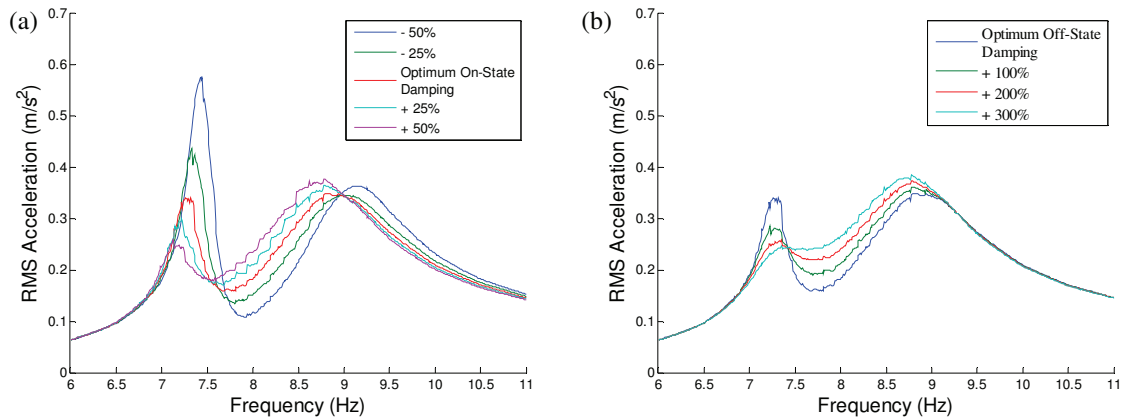 (a)
0.7
0.6
0.5
0.4
0.3
0.2
0.1
0
RMS Acceleration (m/s²)
6 6.5 7 7.5 8 8.5 9 9.5 10 10.5 11
Frequency (Hz)
- 50%
- 25%
Optimum On-State
Damping
+ 25%
+ 50%
(b)
0.7
0.6
0.5
0.4
0.3
0.2
0.1
0
RMS Acceleration (m/s²)
6 6.5 7 7.5 8 8.5 9 9.5 10 10.5 11
Frequency (Hz)
Optimum Off-State
Damping
+ 100%
+ 200%
+ 300%